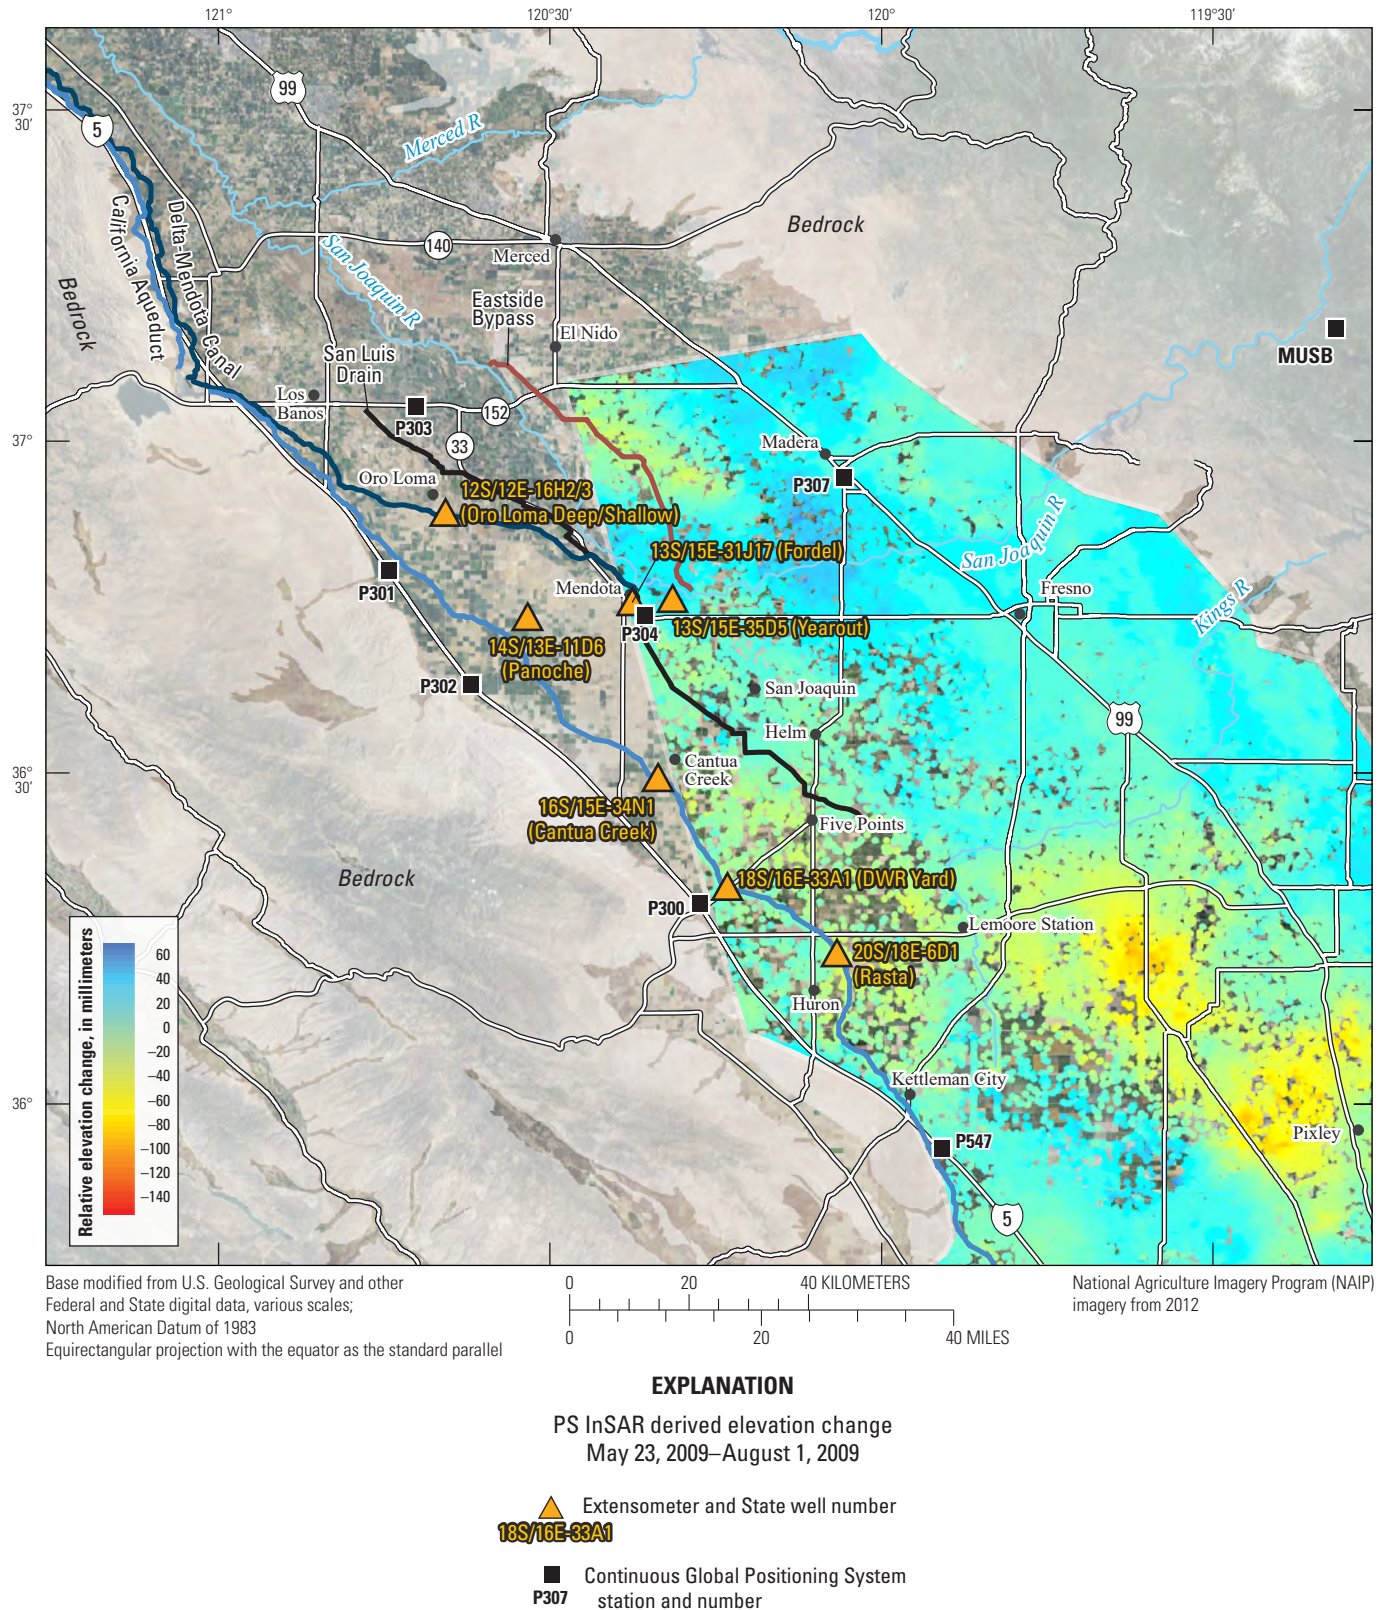 121°
120°30′
120°
119°30′
37°
30′
99
5
Merced R
Bedrock
Delta-Mendota Canal
California Aqueduct
San Joaquin R
140
Merced
Bedrock
Eastside
Bypass
El Nido
MUSB
San Luis
Drain
Los
Banos
P303
152
33
37°
Madera
P307
Oro Loma
12S/12E-16H2/3
(Oro Loma Deep/Shallow)
San Joaquin R
13S/15E-31J17 (Fordel)
P301
Mendota
Fresno
Kings R
P304
13S/15E-35D5 (Yearout)
14S/13E-11D6
(Panoche)
P302
San Joaquin
99
Helm
Cantua
Creek
36°
30′
16S/15E-34N1
(Cantua Creek)
Five Points
Bedrock
18S/16E-33A1 (DWR Yard)
P300
Lemoore Station
20S/18E-6D1
(Rasta)
Huron
Kettleman City
36°
Pixley
P547
5
Relative elevation change, in millimeters
60
40
20
0
–20
–40
–60
–80
–100
–120
–140
Base modified from U.S. Geological Survey and other
Federal and State digital data, various scales;
North American Datum of 1983
Equirectangular projection with the equator as the standard parallel
0 20 40 KILOMETERS
0 20 40 MILES
National Agriculture Imagery Program (NAIP)
imagery from 2012
EXPLANATION
PS InSAR derived elevation change
May 23, 2009–August 1, 2009
Extensometer and State well number
18S/16E-33A1
Continuous Global Positioning System
station and number
P307